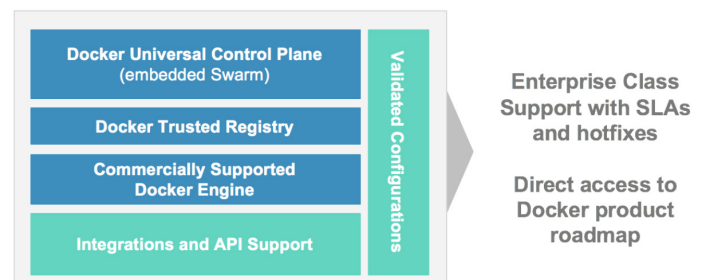 Docker Universal Control Plane
(embedded Swarm)
Docker Trusted Registry
Commercially Supported
Docker Engine
Integrations and API Support
Validated Configurations
Enterprise Class
Support with SLAs
and hotfixes
Direct access to
Docker product
roadmap